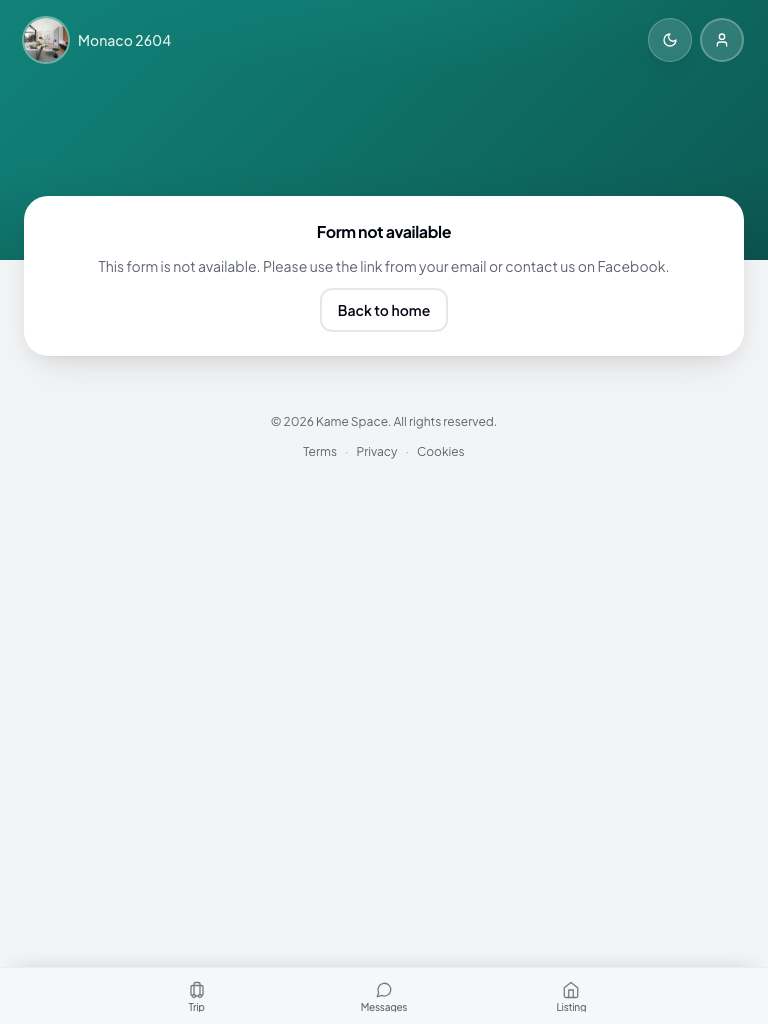 Monaco 2604
Form not available
This form is not available. Please use the link from your email or contact us on Facebook.
Back to home
© 2026 Kame Space. All rights reserved.
Terms · Privacy · Cookies
Trip Messages Listing